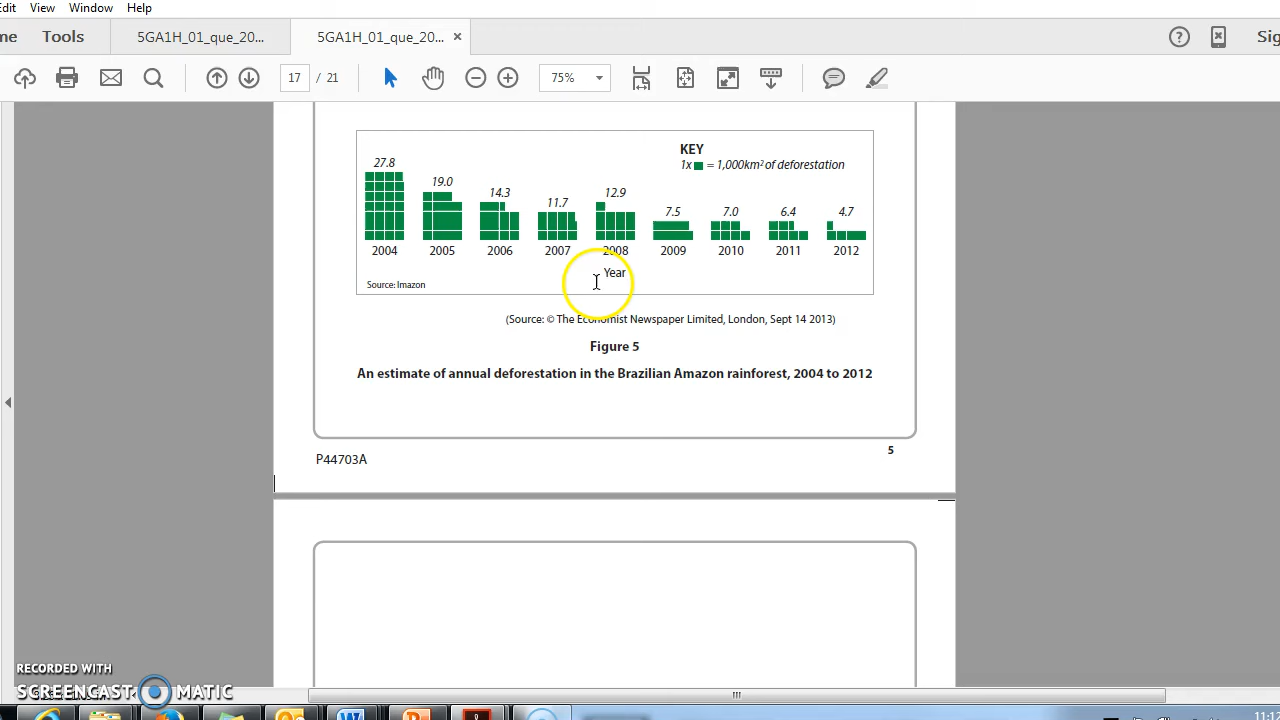 Edit View Window Help
me Tools 5GA1H_01_que_20... 5GA1H_01_que_20... × ? Sig
17 / 21 75%
KEY
1x = 1,000km² of deforestation
27.8 19.0 14.3 11.7 12.9 7.5 7.0 6.4 4.7
2004 2005 2006 2007 2008 2009 2010 2011 2012
Year
Source: Imazon
(Source: © The Economist Newspaper Limited, London, Sept 14 2013)
Figure 5
An estimate of annual deforestation in the Brazilian Amazon rainforest, 2004 to 2012
5
P44703A
RECORDED WITH
SCREENCAST MATIC